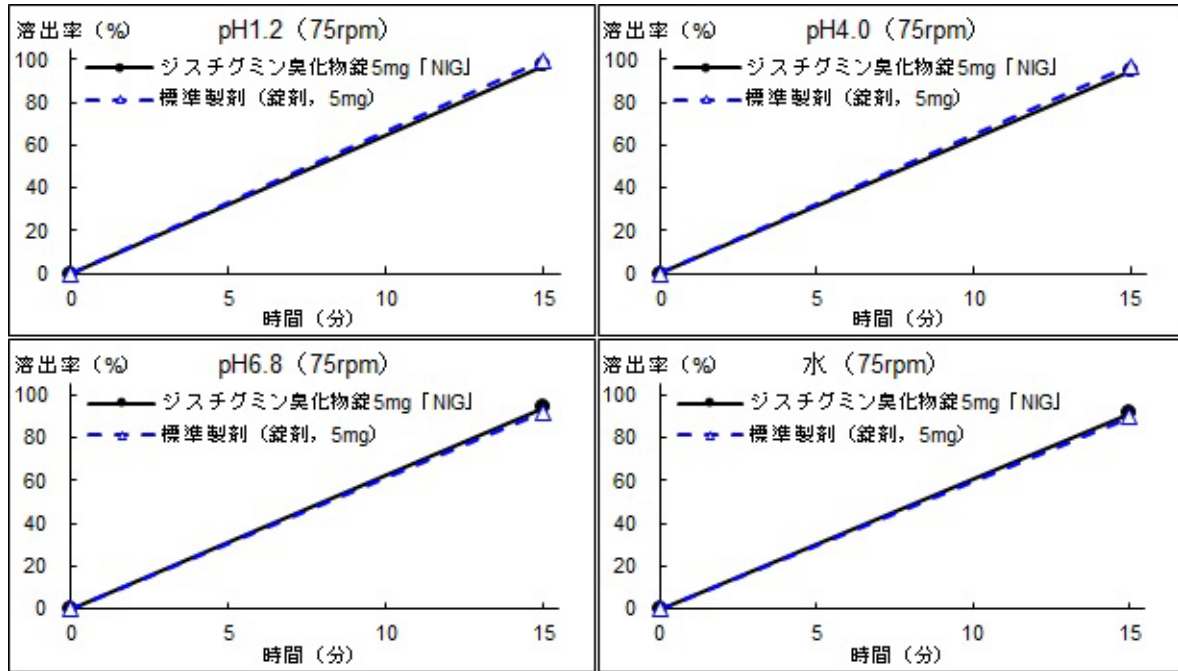 溶出率（%） pH1.2（75rpm）
100
ジスチグミン臭化物錠5mg「NIG」
80
標準製剤（錠剤，5mg）
60
40
20
0
0 5 10 15
時間（分）
溶出率（%） pH4.0（75rpm）
100
ジスチグミン臭化物錠5mg「NIG」
80
標準製剤（錠剤，5mg）
60
40
20
0
0 5 10 15
時間（分）
溶出率（%） pH6.8（75rpm）
100
ジスチグミン臭化物錠5mg「NIG」
80
標準製剤（錠剤，5mg）
60
40
20
0
0 5 10 15
時間（分）
溶出率（%） 水（75rpm）
100
ジスチグミン臭化物錠5mg「NIG」
80
標準製剤（錠剤，5mg）
60
40
20
0
0 5 10 15
時間（分）